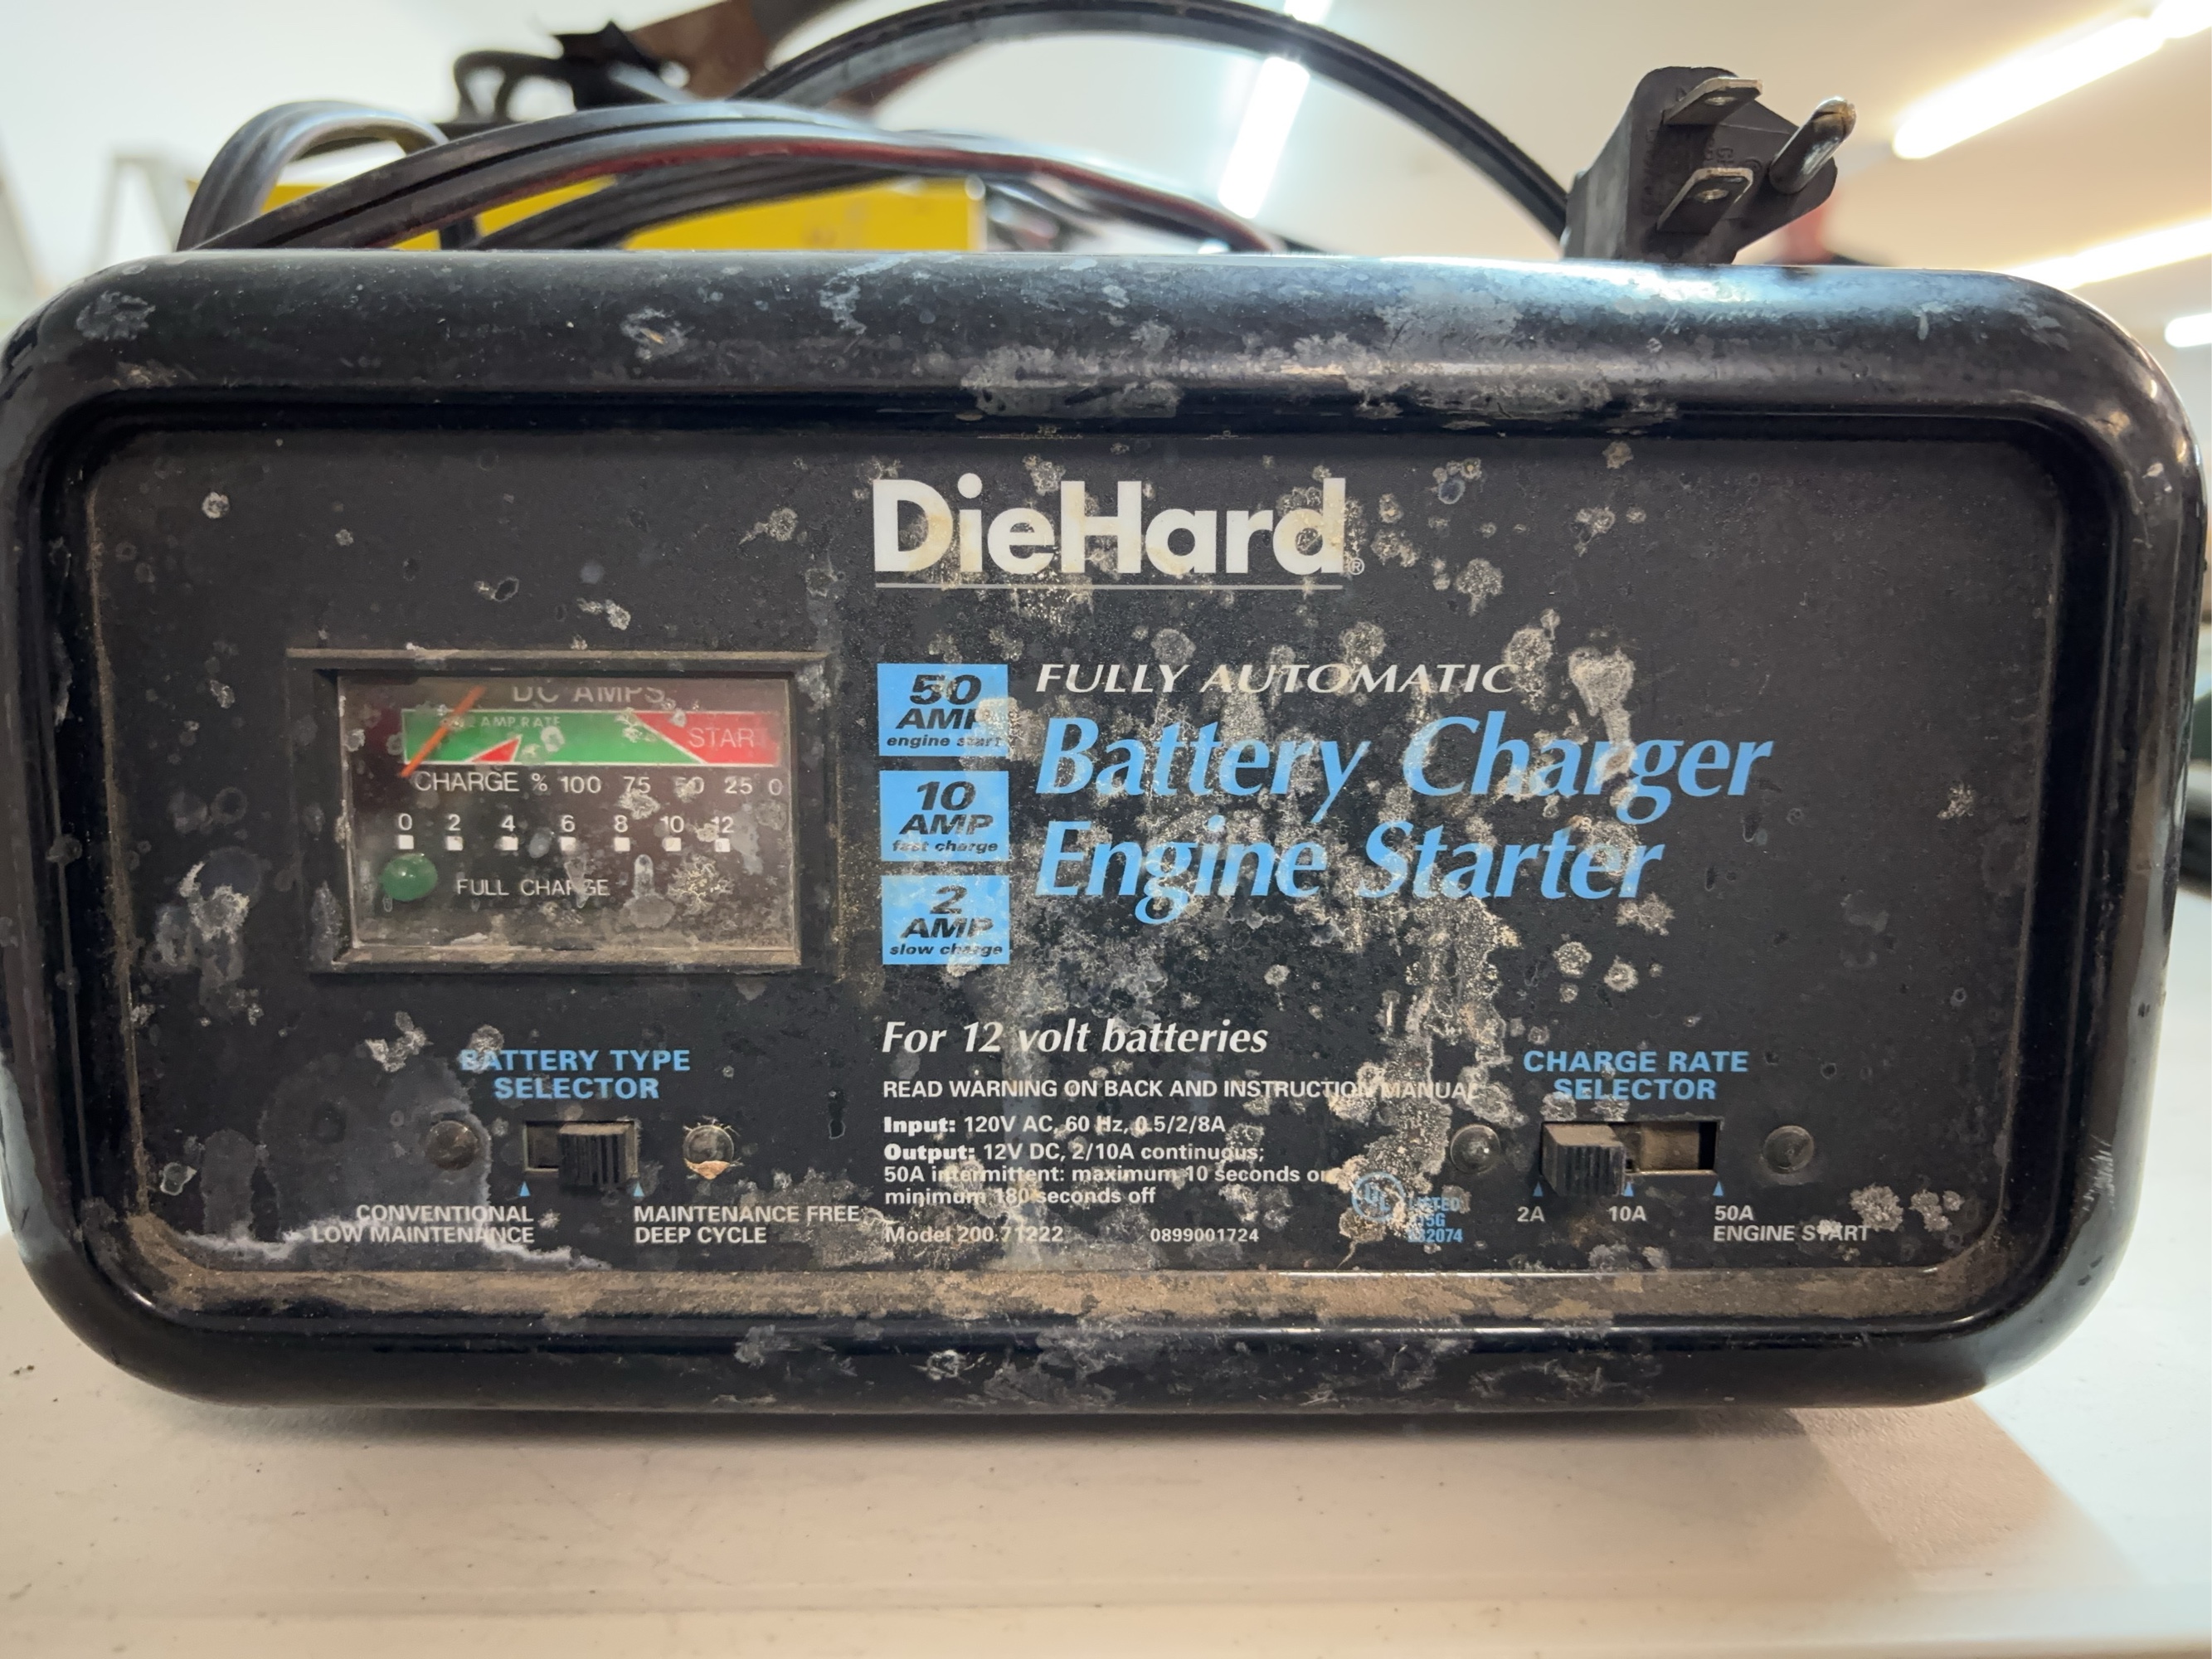 DieHard®
DC AMPS
2 AMP RATE
STAR
CHARGE % 100 75 50 25 0
0 2 4 6 8 10 12
FULL CHARGE
50
AMP
engine start
10
AMP
fast charge
2
AMP
slow charge
FULLY AUTOMATIC
Battery Charger
Engine Starter
For 12 volt batteries
READ WARNING ON BACK AND INSTRUCTION MANUAL
Input: 120V AC, 60 Hz, 0.5/2/8A
Output: 12V DC, 2/10A continuous;
50A intermittent: maximum 10 seconds on
minimum 180 seconds off
Model 200.71222 0899001724
UL
LISTED
BATTERY TYPE
SELECTOR
CONVENTIONAL
LOW MAINTENANCE
MAINTENANCE FREE
DEEP CYCLE
CHARGE RATE
SELECTOR
2A 10A 50A
ENGINE START